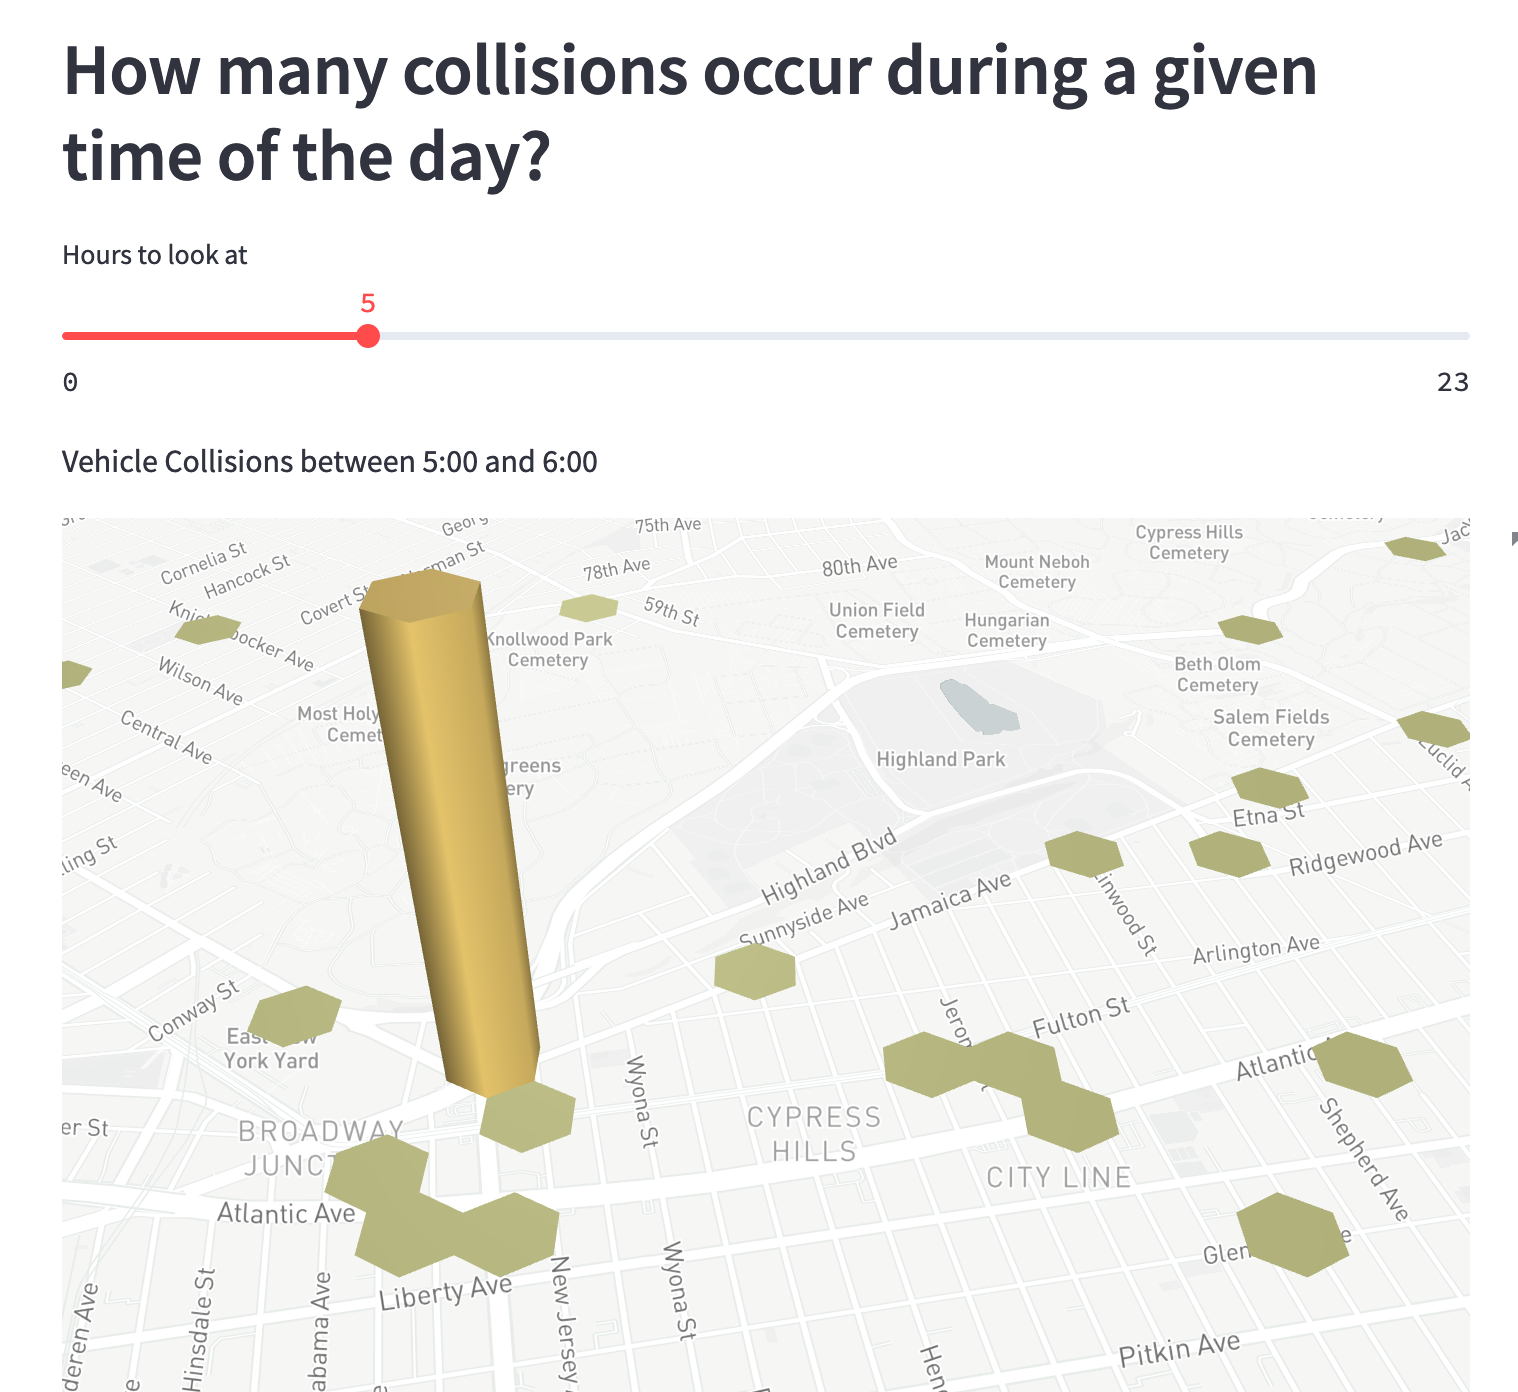 How many collisions occur during a given
time of the day?
Hours to look at
5
0
23
Vehicle Collisions between 5:00 and 6:00
75th Ave
Cypress Hills
Cemetery
Cornelia St
Hancock St
78th Ave
80th Ave
Mount Neboh
Cemetery
Covert St
59th St
Union Field
Cemetery
Hungarian
Cemetery
Knollwood Park
Cemetery
Wilson Ave
Beth Olom
Cemetery
Central Ave
Most Holy
Salem Fields
Cemetery
Highland Park
Etna St
Ridgewood Ave
Highland Blvd
Jamaica Ave
Sunnyside Ave
Linwood St
Arlington Ave
Conway St
Fulton St
York Yard
Atlantic
Wyona St
BROADWAY
CYPRESS
HILLS
CITY LINE
Shepherd Ave
Atlantic Ave
Liberty Ave
New Jersey
Wyona St
Hinsdale St
Pitkin Ave